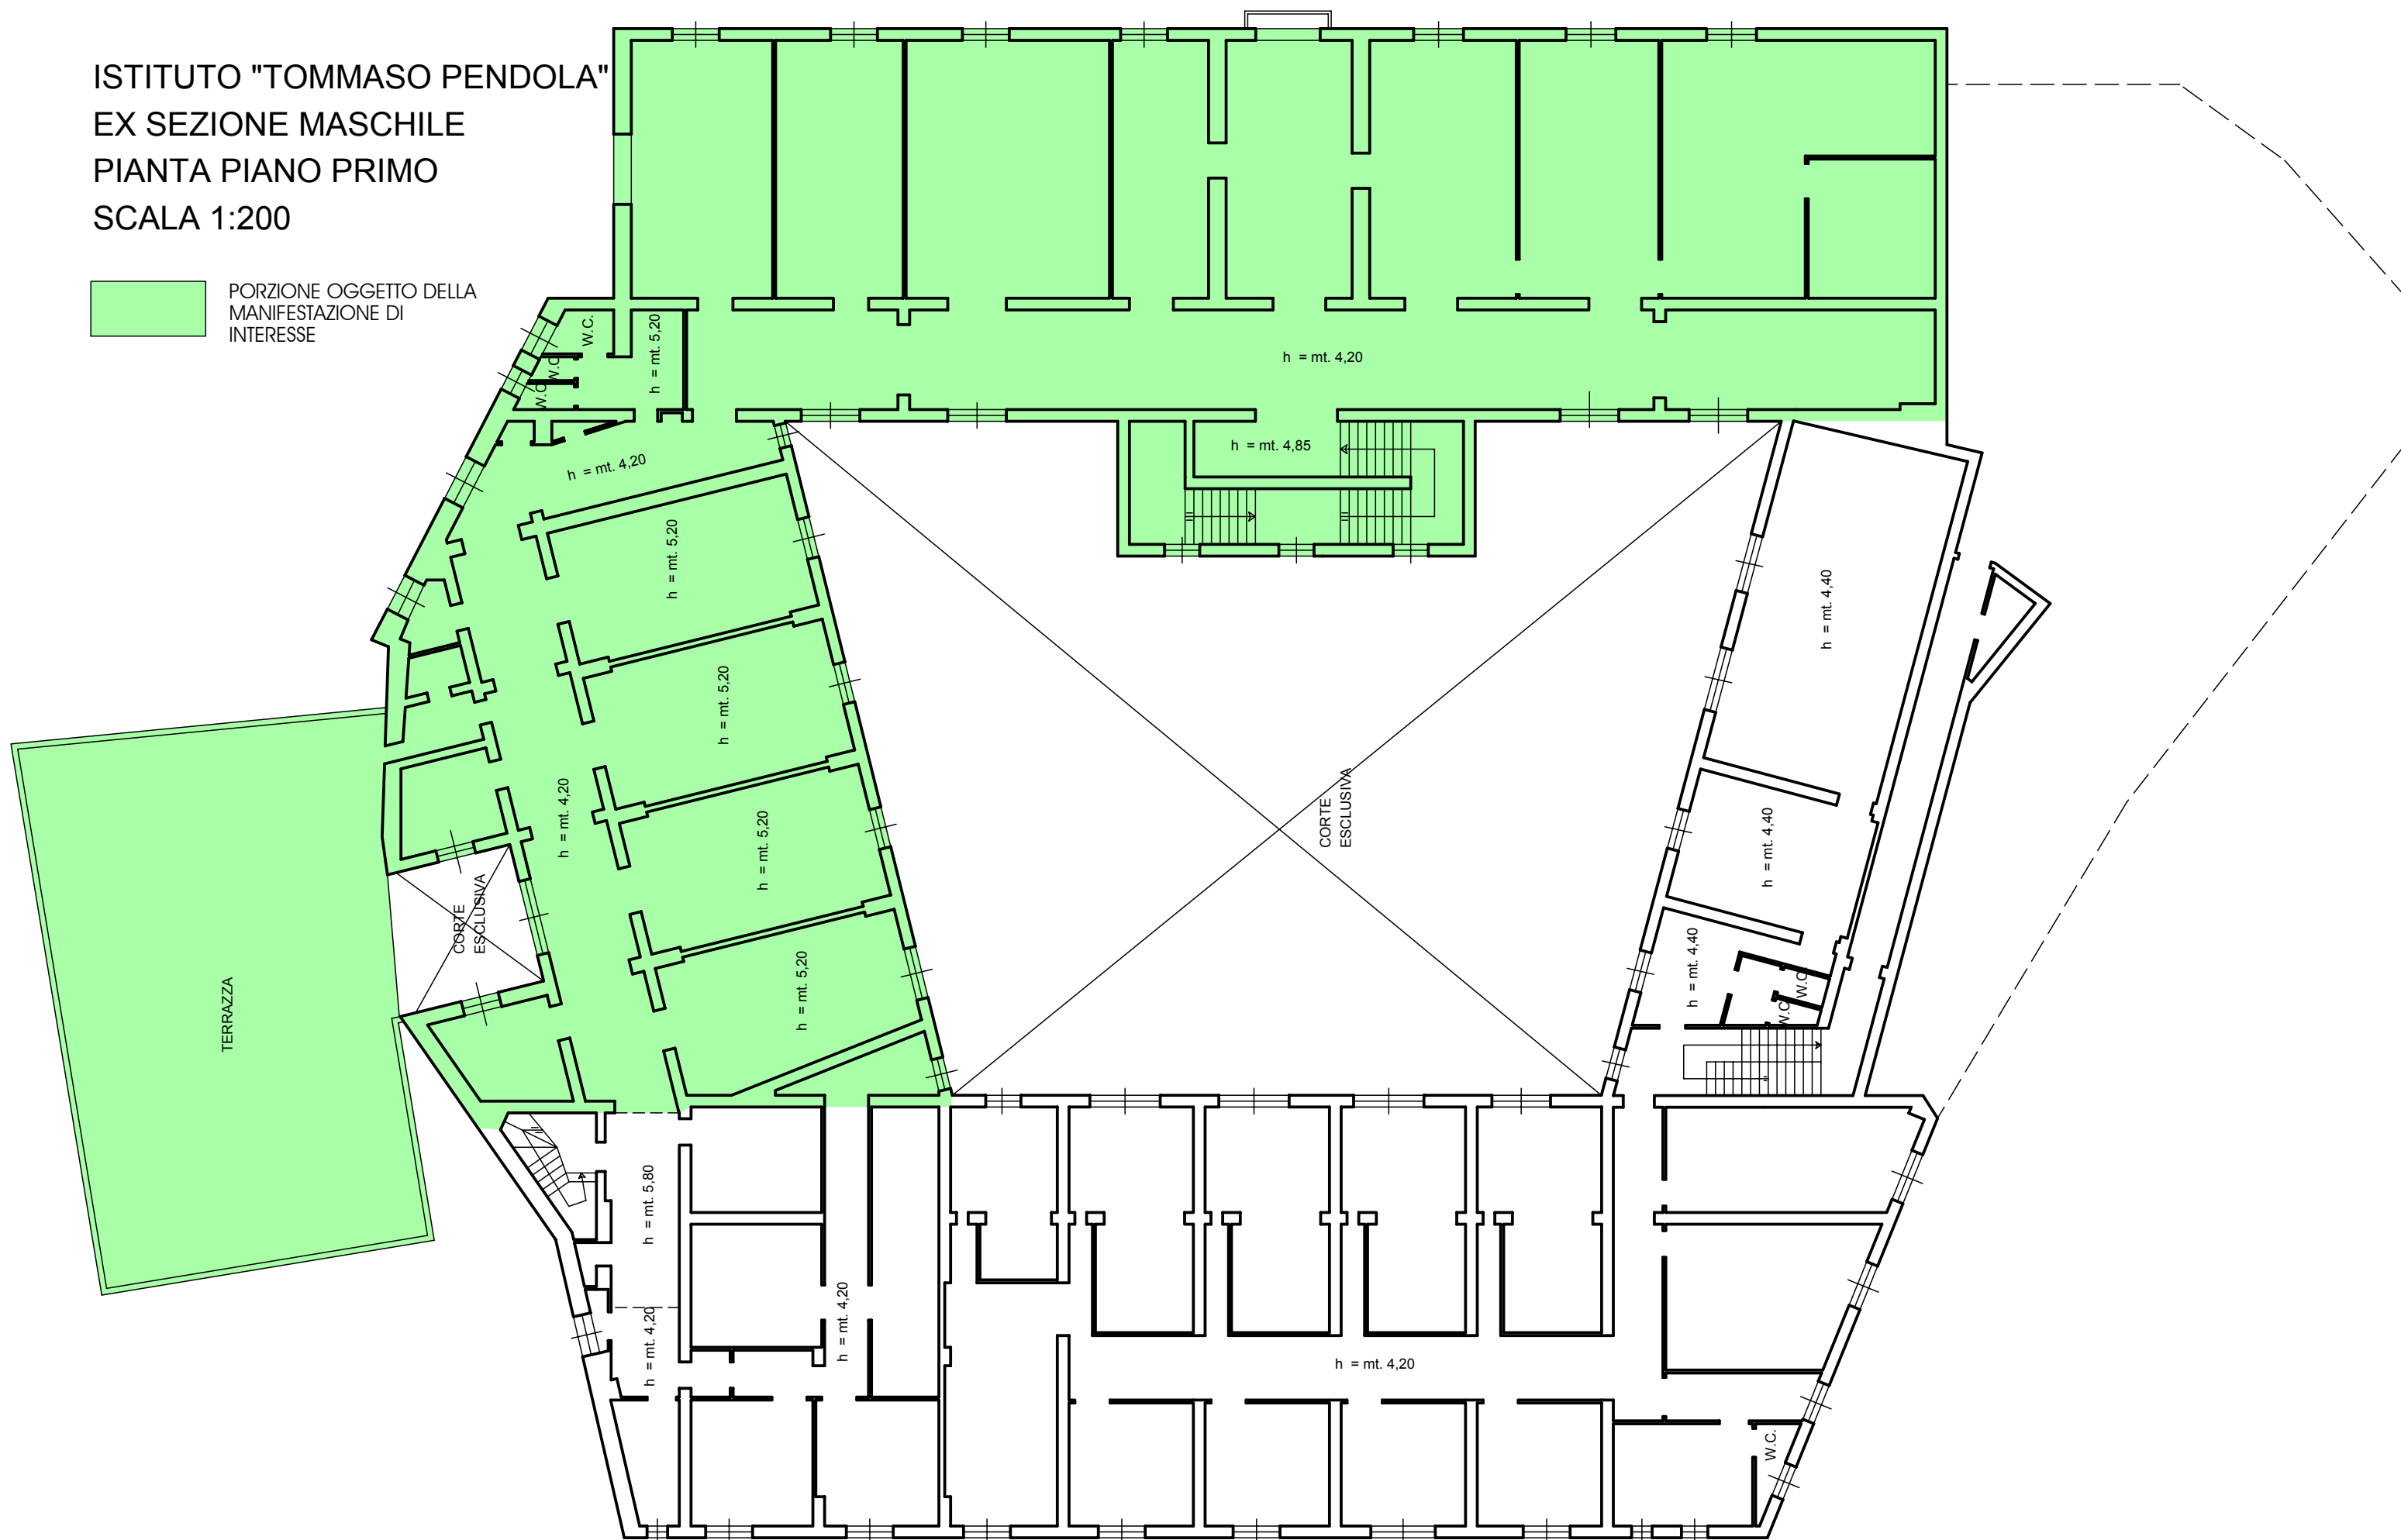 ISTITUTO "TOMMASO PENDOLA"
EX SEZIONE MASCHILE
PIANTA PIANO PRIMO
SCALA 1:200
PORZIONE OGGETTO DELLA
MANIFESTAZIONE DI
INTERESSE
W.C.
W.C.
W.C.
h = mt. 5,20
h = mt. 4,20
h = mt. 4,20
h = mt. 4,85
h = mt. 5,20
h = mt. 5,20
h = mt. 5,20
h = mt. 5,20
h = mt. 4,20
CORTE
ESCLUSIVA
TERRAZZA
CORTE
ESCLUSIVA
h = mt. 4,40
h = mt. 4,40
h = mt. 4,40
W.C.
W.C.
h = mt. 5,80
h = mt. 4,20
h = mt. 4,20
h = mt. 4,20
W.C.